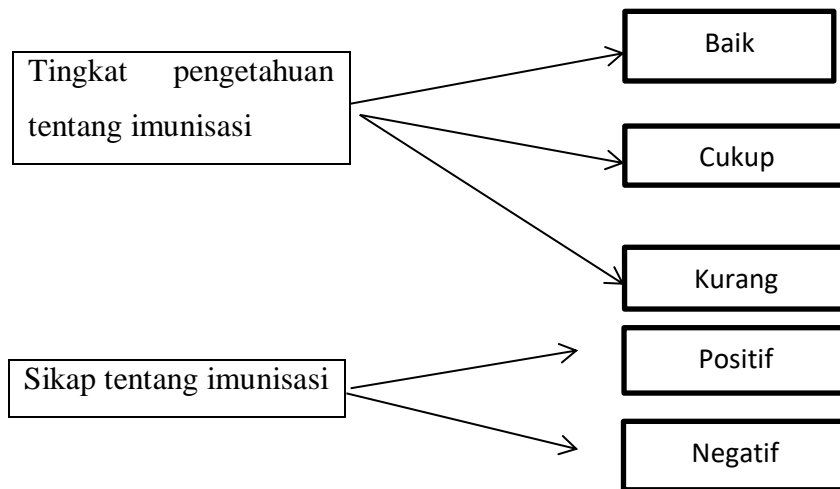 Tingkat pengetahuan
tentang imunisasi
Baik
Cukup
Kurang
Sikap tentang imunisasi
Positif
Negatif